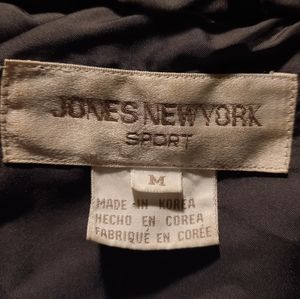 JONES NEW YORK
SPORT
M
MADE IN KOREA
HECHO EN COREA
FABRIQUÉ EN CORÉE